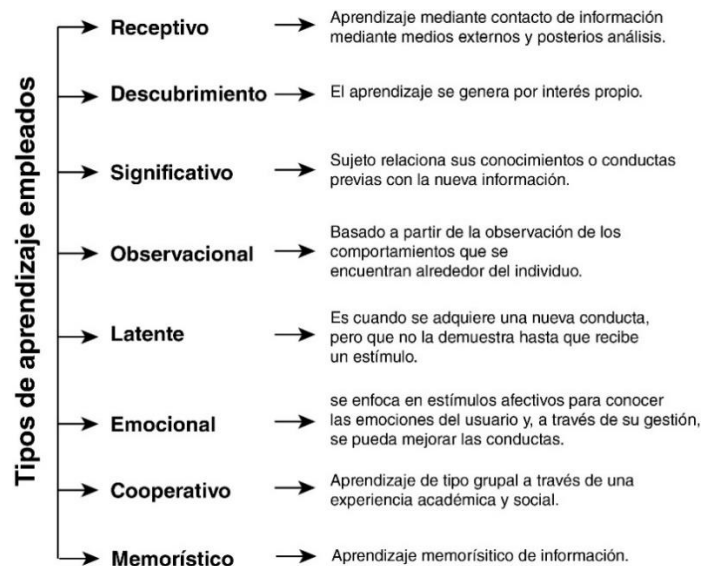 Tipos de aprendizaje empleados
Receptivo
Aprendizaje mediante contacto de información
mediante medios externos y posterios análisis.
Descubrimiento
El aprendizaje se genera por interés propio.
Significativo
Sujeto relaciona sus conocimientos o conductas
previas con la nueva información.
Observacional
Basado a partir de la observación de los
comportamientos que se
encuentran alrededor del individuo.
Latente
Es cuando se adquiere una nueva conducta,
pero que no la demuestra hasta que recibe
un estímulo.
Emocional
se enfoca en estímulos afectivos para conocer
las emociones del usuario y, a través de su gestión,
se pueda mejorar las conductas.
Cooperativo
Aprendizaje de tipo grupal a través de una
experiencia académica y social.
Memorístico
Aprendizaje memorísitico de información.